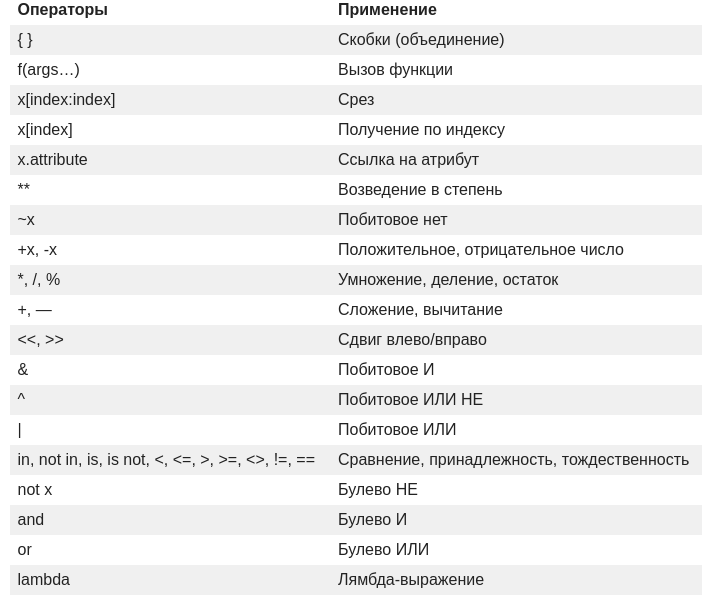 Операторы Применение
{ } Скобки (объединение)
f(args…) Вызов функции
x[index:index] Срез
x[index] Получение по индексу
x.attribute Ссылка на атрибут
** Возведение в степень
~x Побитовое нет
+x, -x Положительное, отрицательное число
*, /, % Умножение, деление, остаток
+, — Сложение, вычитание
<<, >> Сдвиг влево/вправо
& Побитовое И
^ Побитовое ИЛИ НЕ
| Побитовое ИЛИ
in, not in, is, is not, <, <=, >, >=, <>, !=, == Сравнение, принадлежность, тождественность
not x Булево НЕ
and Булево И
or Булево ИЛИ
lambda Лямбда-выражение